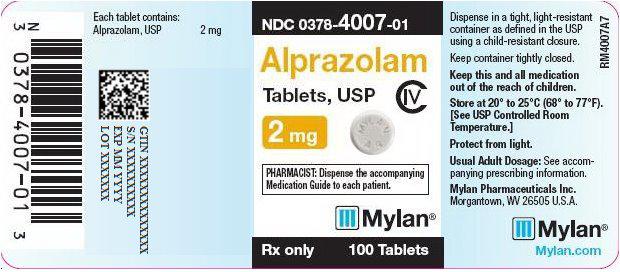 N
3 0378-4007-01 3
Each tablet contains:
Alprazolam, USP 2 mg
GTIN XXXXXXXXXXXXXX
S/N XXXXXXXXXX
EXP MM YYYY
LOT XXXXXX
NDC 0378-4007-01
Alprazolam
Tablets, USP CIV
2 mg
MYLAN
PHARMACIST: Dispense the accompanying
Medication Guide to each patient.
Mylan®
Rx only 100 Tablets
Dispense in a tight, light-resistant
container as defined in the USP
using a child-resistant closure.
Keep container tightly closed.
Keep this and all medication
out of the reach of children.
Store at 20° to 25°C (68° to 77°F).
[See USP Controlled Room
Temperature.]
Protect from light.
Usual Adult Dosage: See accom-
panying prescribing information.
Mylan Pharmaceuticals Inc.
Morgantown, WV 26505 U.S.A.
Mylan®
Mylan.com
RM4007A7